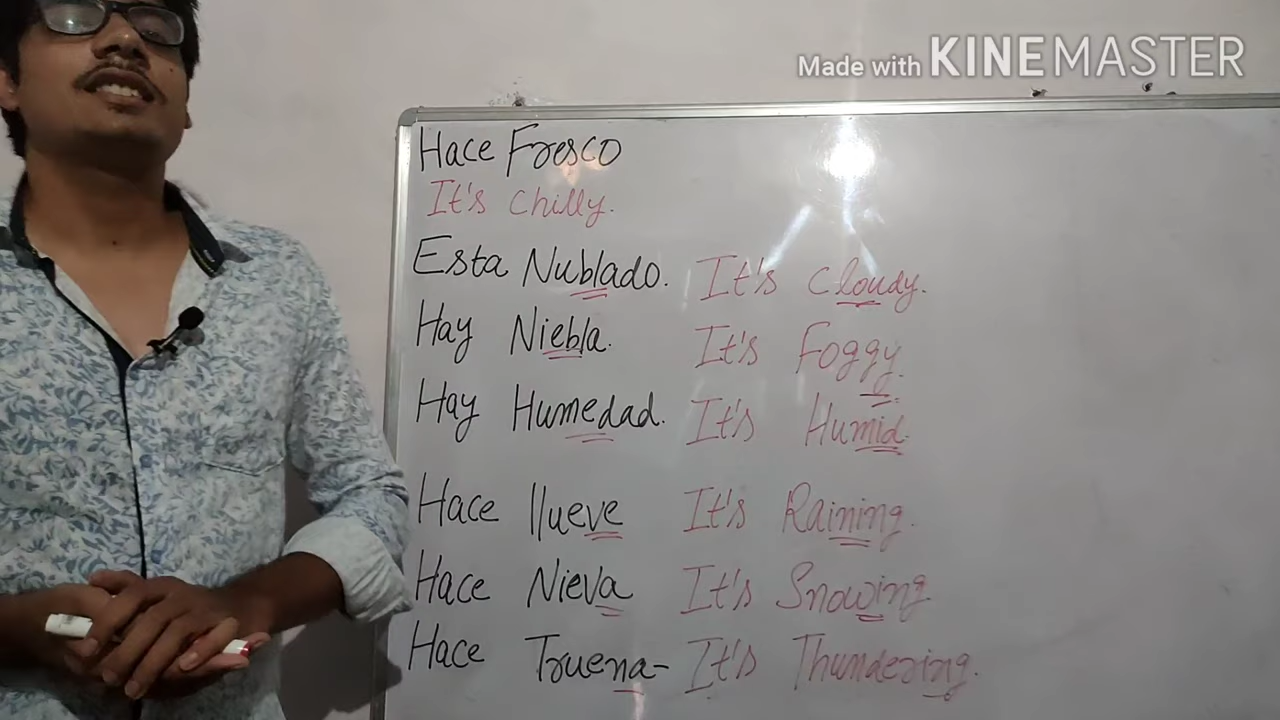 Made with KINEMASTER
Hace Fresco
It's Chilly.
Esta Nublado. It's Cloudy.
Hay Niebla. It's Foggy.
Hay Humedad. It's Humid.
Hace llueve It's Raining.
Hace Nieva It's Snowing
Hace Truena- It's Thundering.